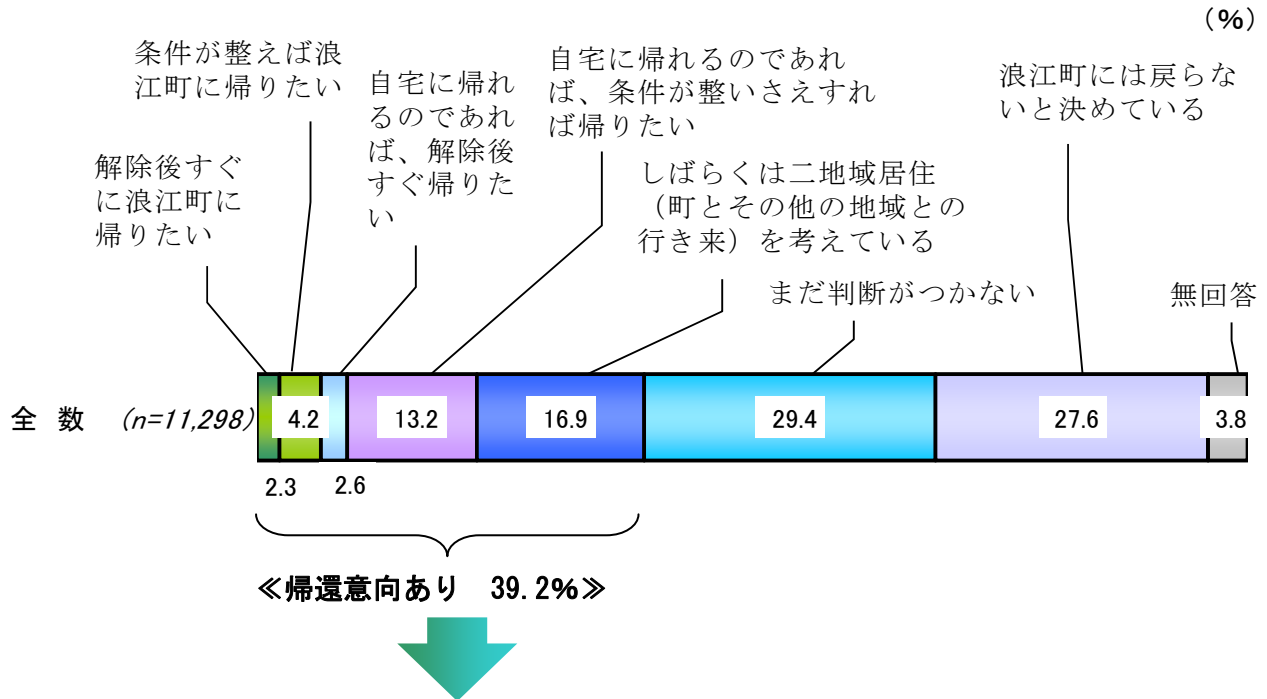 (%)
条件が整えば浪
江町に帰りたい
自宅に帰れ
るのであれ
ば、解除後
すぐ帰りた
い
自宅に帰れるのであれ
ば、条件が整いさえすれ
ば帰りたい
浪江町には戻らな
いと決めている
解除後すぐ
に浪江町に
帰りたい
しばらくは二地域居住
（町とその他の地域との
行き来）を考えている
まだ判断がつかない
無回答
全 数 (n=11,298) 4.2 13.2 16.9 29.4 27.6 3.8
2.3 2.6
≪帰還意向あり 39.2%≫